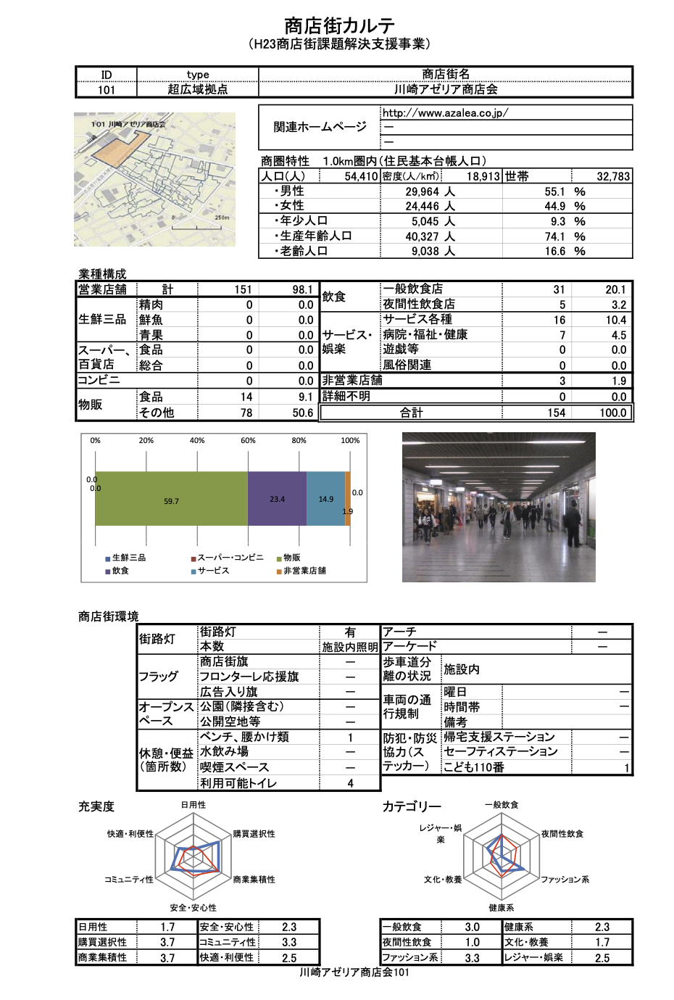 商店街カルテ
（H23商店街課題解決支援事業）
ID type 商店街名
101 超広域拠点 川崎アゼリア商店会
101 川崎アゼリア商店会
0 250m
関連ホームページ http://www.azalea.co.jp/
―
―
商圏特性 1.0km圏内（住民基本台帳人口）
人口(人) 54,410 密度(人/k㎡) 18,913 世帯 32,783
・男性 29,964 人 55.1 %
・女性 24,446 人 44.9 %
・年少人口 5,045 人 9.3 %
・生産年齢人口 40,327 人 74.1 %
・老齢人口 9,038 人 16.6 %
業種構成
営業店舗 計 151 98.1
生鮮三品 精肉 0 0.0
鮮魚 0 0.0
青果 0 0.0
スーパー、百貨店 食品 0 0.0
総合 0 0.0
コンビニ 0 0.0
物販 食品 14 9.1
その他 78 50.6
飲食 一般飲食店 31 20.1
夜間性飲食店 5 3.2
サービス・娯楽 サービス各種 16 10.4
病院・福祉・健康 7 4.5
遊戯等 0 0.0
風俗関連 0 0.0
非営業店舗 3 1.9
詳細不明 0 0.0
合計 154 100.0
0% 20% 40% 60% 80% 100%
0.0
0.0
59.7 23.4 14.9 1.9 0.0
生鮮三品 スーパー・コンビニ 物販
飲食 サービス 非営業店舗
商店街環境
街路灯 街路灯 有
本数 施設内照明
フラッグ 商店街旗 ―
フロンターレ応援旗 ―
広告入り旗 ―
オープンスペース 公園（隣接含む） ―
公開空地等 ―
休憩・便益（箇所数） ベンチ、腰かけ類 1
水飲み場 ―
喫煙スペース ―
利用可能トイレ 4
アーチ ―
アーケード ―
歩車道分離の状況 施設内
車両の通行規制 曜日 ―
時間帯 ―
備考
防犯・防災協力（ステッカー） 帰宅支援ステーション ―
セーフティステーション ―
こども110番 1
充実度
日用性
購買選択性
商業集積性
安全・安心性
コミュニティ性
快適・利便性
カテゴリー
一般飲食
夜間性飲食
ファッション系
健康系
文化・教養
レジャー・娯楽
日用性 1.7 安全・安心性 2.3
購買選択性 3.7 コミュニティ性 3.3
商業集積性 3.7 快適・利便性 2.5
一般飲食 3.0 健康系 2.3
夜間性飲食 1.0 文化・教養 1.7
ファッション系 3.3 レジャー・娯楽 2.5
川崎アゼリア商店会101